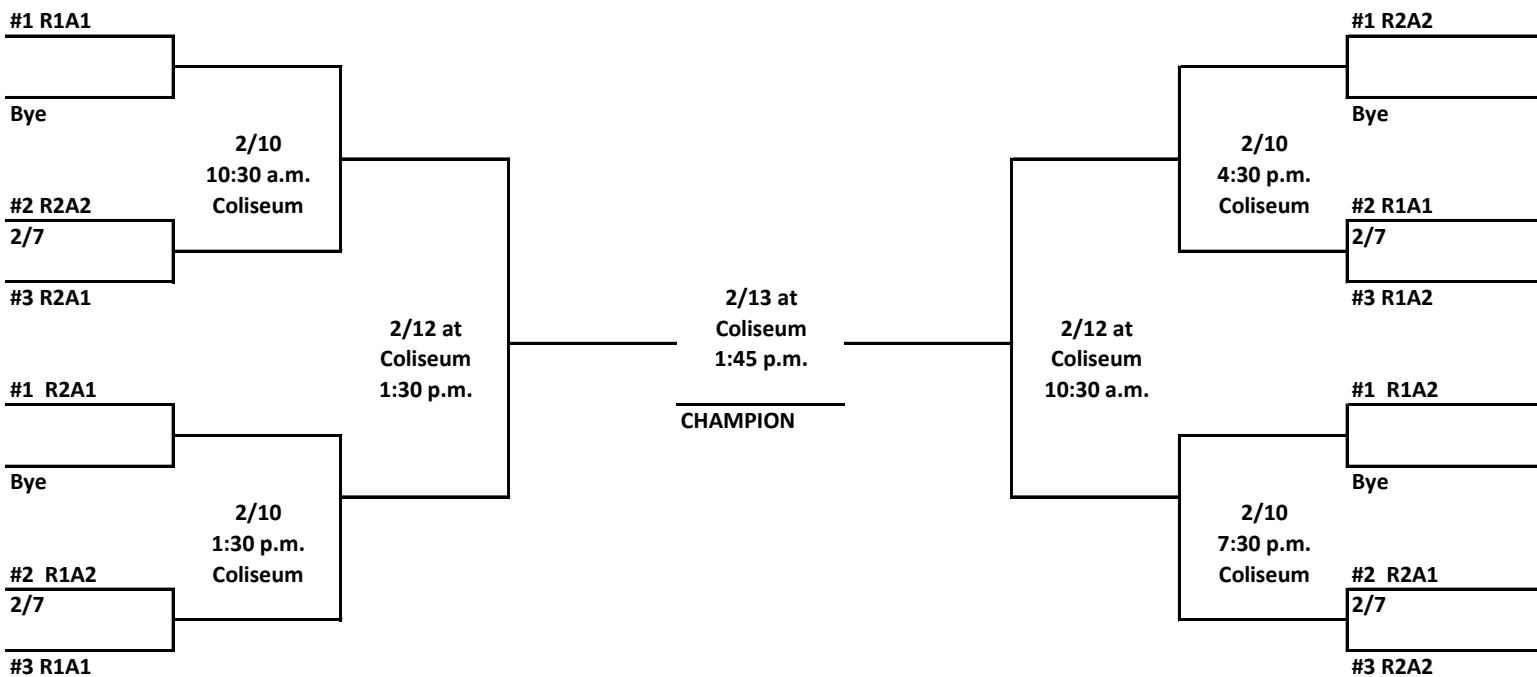 #1 R1A1
Bye
2/10
10:30 a.m.
Coliseum
#2 R2A2
2/7
#3 R2A1
2/12 at
Coliseum
1:30 p.m.
#1  R2A1
Bye
2/10
1:30 p.m.
Coliseum
#2  R1A2
2/7
#3 R1A1
2/13 at
Coliseum
1:45 p.m.
CHAMPION
#1 R2A2
Bye
2/10
4:30 p.m.
Coliseum
#2 R1A1
2/7
#3 R1A2
2/12 at
Coliseum
10:30 a.m.
#1  R1A2
Bye
2/10
7:30 p.m.
Coliseum
#2  R2A1
2/7
#3 R2A2